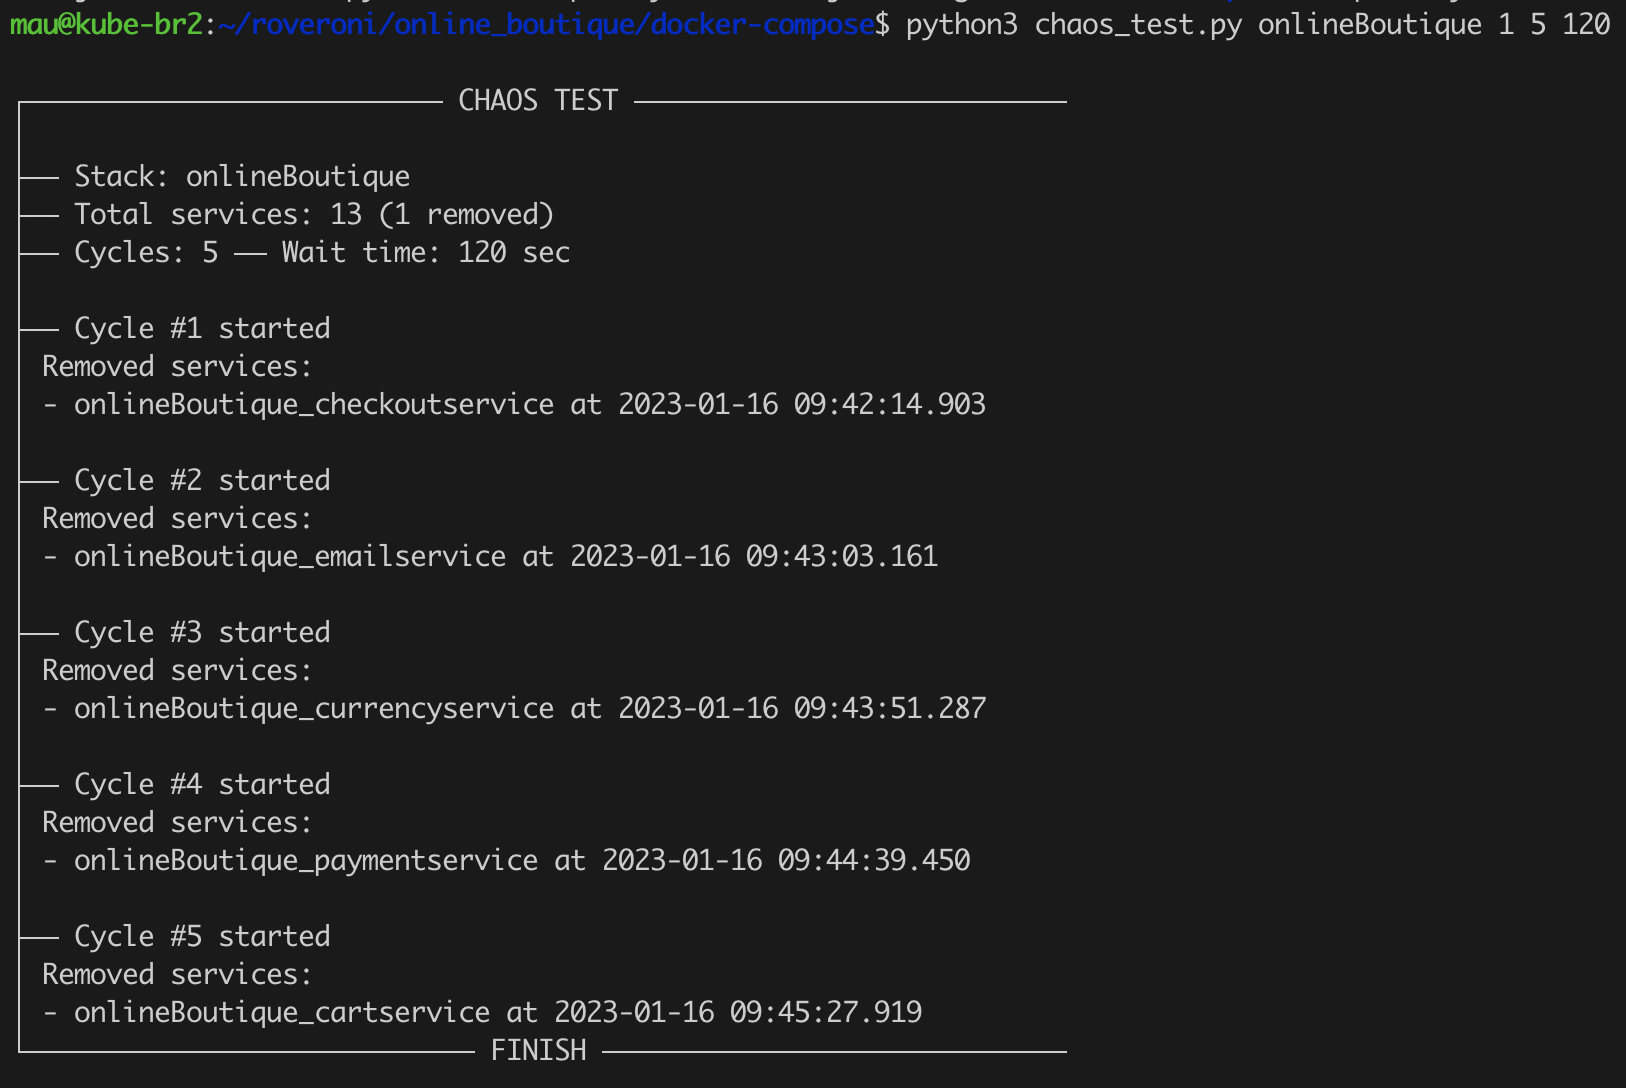 mau@kube-br2:~/roveroni/online_boutique/docker-compose$ python3 chaos_test.py onlineBoutique 1 5 120
CHAOS TEST
Stack: onlineBoutique
Total services: 13 (1 removed)
Cycles: 5 —— Wait time: 120 sec
Cycle #1 started
Removed services:
- onlineBoutique_checkoutservice at 2023-01-16 09:42:14.903
Cycle #2 started
Removed services:
- onlineBoutique_emailservice at 2023-01-16 09:43:03.161
Cycle #3 started
Removed services:
- onlineBoutique_currencyservice at 2023-01-16 09:43:51.287
Cycle #4 started
Removed services:
- onlineBoutique_paymentservice at 2023-01-16 09:44:39.450
Cycle #5 started
Removed services:
- onlineBoutique_cartservice at 2023-01-16 09:45:27.919
FINISH